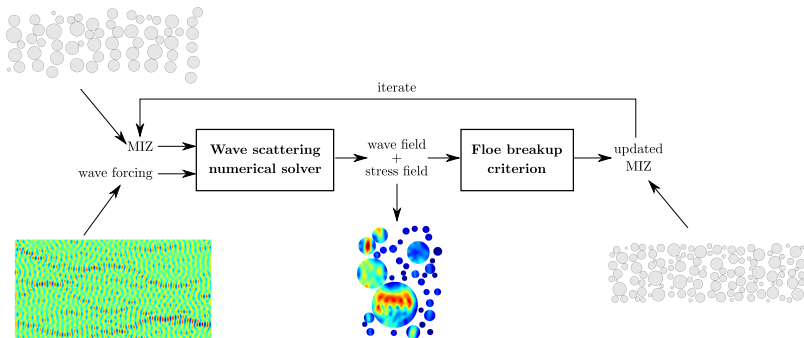 iterate
MIZ
wave forcing
Wave scattering
numerical solver
wave field
+
stress field
Floe breakup
criterion
updated
MIZ